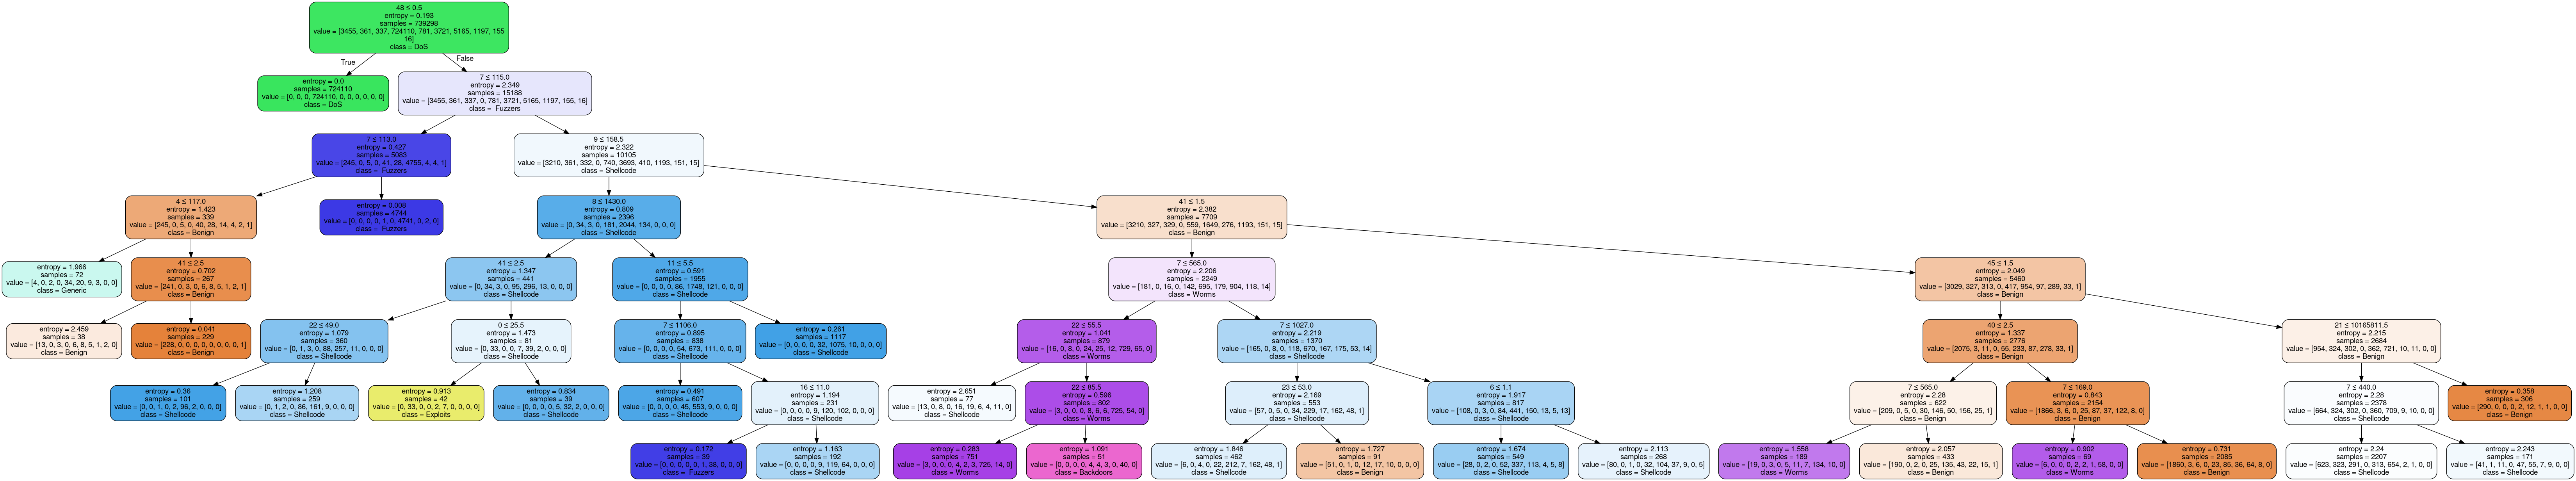 48 ≤ 0.5
entropy = 0.193
samples = 739298
value = [3455, 361, 337, 724110, 781, 3721, 5165, 1197, 155
16]
class = DoS
True
False
entropy = 0.0
samples = 724110
value = [0, 0, 0, 724110, 0, 0, 0, 0, 0, 0]
class = DoS
7 ≤ 115.0
entropy = 2.349
samples = 15188
value = [3455, 361, 337, 0, 781, 3721, 5165, 1197, 155, 16]
class = Fuzzers
7 ≤ 113.0
entropy = 0.427
samples = 5083
value = [245, 0, 5, 0, 41, 28, 4755, 4, 4, 1]
class = Fuzzers
9 ≤ 158.5
entropy = 2.322
samples = 10105
value = [3210, 361, 332, 0, 740, 3693, 410, 1193, 151, 15]
class = Shellcode
4 ≤ 117.0
entropy = 1.423
samples = 339
value = [245, 0, 5, 0, 40, 28, 14, 4, 2, 1]
class = Benign
entropy = 0.008
samples = 4744
value = [0, 0, 0, 0, 1, 0, 4741, 0, 2, 0]
class = Fuzzers
8 ≤ 1430.0
entropy = 0.809
samples = 2396
value = [0, 34, 3, 0, 181, 2044, 134, 0, 0, 0]
class = Shellcode
41 ≤ 1.5
entropy = 2.382
samples = 7709
value = [3210, 327, 329, 0, 559, 1649, 276, 1193, 151, 15]
class = Benign
entropy = 1.966
samples = 72
value = [4, 0, 2, 0, 34, 20, 9, 3, 0, 0]
class = Generic
41 ≤ 2.5
entropy = 0.702
samples = 267
value = [241, 0, 3, 0, 6, 8, 5, 1, 2, 1]
class = Benign
41 ≤ 2.5
entropy = 1.347
samples = 441
value = [0, 34, 3, 0, 95, 296, 13, 0, 0, 0]
class = Shellcode
11 ≤ 5.5
entropy = 0.591
samples = 1955
value = [0, 0, 0, 0, 86, 1748, 121, 0, 0, 0]
class = Shellcode
7 ≤ 565.0
entropy = 2.206
samples = 2249
value = [181, 0, 16, 0, 142, 695, 179, 904, 118, 14]
class = Worms
45 ≤ 1.5
entropy = 2.049
samples = 5460
value = [3029, 327, 313, 0, 417, 954, 97, 289, 33, 1]
class = Benign
entropy = 2.459
samples = 38
value = [13, 0, 3, 0, 6, 8, 5, 1, 2, 0]
class = Benign
entropy = 0.041
samples = 229
value = [228, 0, 0, 0, 0, 0, 0, 0, 0, 1]
class = Benign
22 ≤ 49.0
entropy = 1.079
samples = 360
value = [0, 1, 3, 0, 88, 257, 11, 0, 0, 0]
class = Shellcode
0 ≤ 25.5
entropy = 1.473
samples = 81
value = [0, 33, 0, 0, 7, 39, 2, 0, 0, 0]
class = Shellcode
7 ≤ 1106.0
entropy = 0.895
samples = 838
value = [0, 0, 0, 0, 54, 673, 111, 0, 0, 0]
class = Shellcode
entropy = 0.261
samples = 1117
value = [0, 0, 0, 0, 32, 1075, 10, 0, 0, 0]
class = Shellcode
22 ≤ 55.5
entropy = 1.041
samples = 879
value = [16, 0, 8, 0, 24, 25, 12, 729, 65, 0]
class = Worms
7 ≤ 1027.0
entropy = 2.219
samples = 1370
value = [165, 0, 8, 0, 118, 670, 167, 175, 53, 14]
class = Shellcode
40 ≤ 2.5
entropy = 1.337
samples = 2776
value = [2075, 3, 11, 0, 55, 233, 87, 278, 33, 1]
class = Benign
21 ≤ 10165811.5
entropy = 2.215
samples = 2684
value = [954, 324, 302, 0, 362, 721, 10, 11, 0, 0]
class = Benign
entropy = 0.36
samples = 101
value = [0, 0, 1, 0, 2, 96, 2, 0, 0, 0]
class = Shellcode
entropy = 1.208
samples = 259
value = [0, 1, 2, 0, 86, 161, 9, 0, 0, 0]
class = Shellcode
entropy = 0.913
samples = 42
value = [0, 33, 0, 0, 2, 7, 0, 0, 0, 0]
class = Exploits
entropy = 0.834
samples = 39
value = [0, 0, 0, 0, 5, 32, 2, 0, 0, 0]
class = Shellcode
entropy = 0.491
samples = 607
value = [0, 0, 0, 0, 45, 553, 9, 0, 0, 0]
class = Shellcode
16 ≤ 11.0
entropy = 1.194
samples = 231
value = [0, 0, 0, 0, 9, 120, 102, 0, 0, 0]
class = Shellcode
entropy = 2.651
samples = 77
value = [13, 0, 8, 0, 16, 19, 6, 4, 11, 0]
class = Shellcode
22 ≤ 85.5
entropy = 0.596
samples = 802
value = [3, 0, 0, 0, 8, 6, 6, 725, 54, 0]
class = Worms
23 ≤ 53.0
entropy = 2.169
samples = 553
value = [57, 0, 5, 0, 34, 229, 17, 162, 48, 1]
class = Shellcode
6 ≤ 1.1
entropy = 1.917
samples = 817
value = [108, 0, 3, 0, 84, 441, 150, 13, 5, 13]
class = Shellcode
7 ≤ 565.0
entropy = 2.28
samples = 622
value = [209, 0, 5, 0, 30, 146, 50, 156, 25, 1]
class = Benign
7 ≤ 169.0
entropy = 0.843
samples = 2154
value = [1866, 3, 6, 0, 25, 87, 37, 122, 8, 0]
class = Benign
7 ≤ 440.0
entropy = 2.28
samples = 2378
value = [664, 324, 302, 0, 360, 709, 9, 10, 0, 0]
class = Shellcode
entropy = 0.358
samples = 306
value = [290, 0, 0, 0, 2, 12, 1, 1, 0, 0]
class = Benign
entropy = 0.172
samples = 39
value = [0, 0, 0, 0, 0, 1, 38, 0, 0, 0]
class = Fuzzers
entropy = 1.163
samples = 192
value = [0, 0, 0, 0, 9, 119, 64, 0, 0, 0]
class = Shellcode
entropy = 0.283
samples = 751
value = [3, 0, 0, 0, 4, 2, 3, 725, 14, 0]
class = Worms
entropy = 1.091
samples = 51
value = [0, 0, 0, 0, 4, 4, 3, 0, 40, 0]
class = Backdoors
entropy = 1.846
samples = 462
value = [6, 0, 4, 0, 22, 212, 7, 162, 48, 1]
class = Shellcode
entropy = 1.727
samples = 91
value = [51, 0, 1, 0, 12, 17, 10, 0, 0, 0]
class = Benign
entropy = 1.674
samples = 549
value = [28, 0, 2, 0, 52, 337, 113, 4, 5, 8]
class = Shellcode
entropy = 2.113
samples = 268
value = [80, 0, 1, 0, 32, 104, 37, 9, 0, 5]
class = Shellcode
entropy = 1.558
samples = 189
value = [19, 0, 3, 0, 5, 11, 7, 134, 10, 0]
class = Worms
entropy = 2.057
samples = 433
value = [190, 0, 2, 0, 25, 135, 43, 22, 15, 1]
class = Benign
entropy = 0.902
samples = 69
value = [6, 0, 0, 0, 2, 2, 1, 58, 0, 0]
class = Worms
entropy = 0.731
samples = 2085
value = [1860, 3, 6, 0, 23, 85, 36, 64, 8, 0]
class = Benign
entropy = 2.24
samples = 2207
value = [623, 323, 291, 0, 313, 654, 2, 1, 0, 0]
class = Shellcode
entropy = 2.243
samples = 171
value = [41, 1, 11, 0, 47, 55, 7, 9, 0, 0]
class = Shellcode